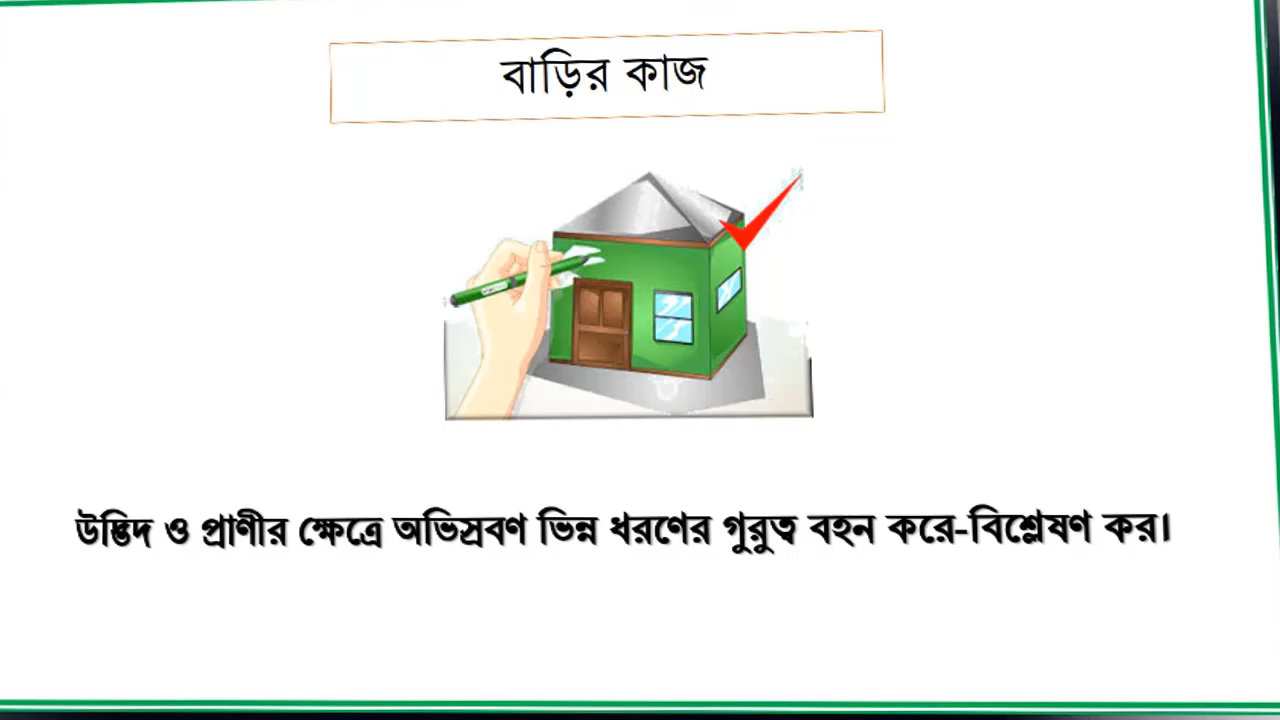 বাড়ির কাজ
উদ্ভিদ ও প্রাণীর ক্ষেত্রে অভিস্রবণ ভিন্ন ধরণের গুরুত্ব বহন করে-বিশ্লেষণ কর।